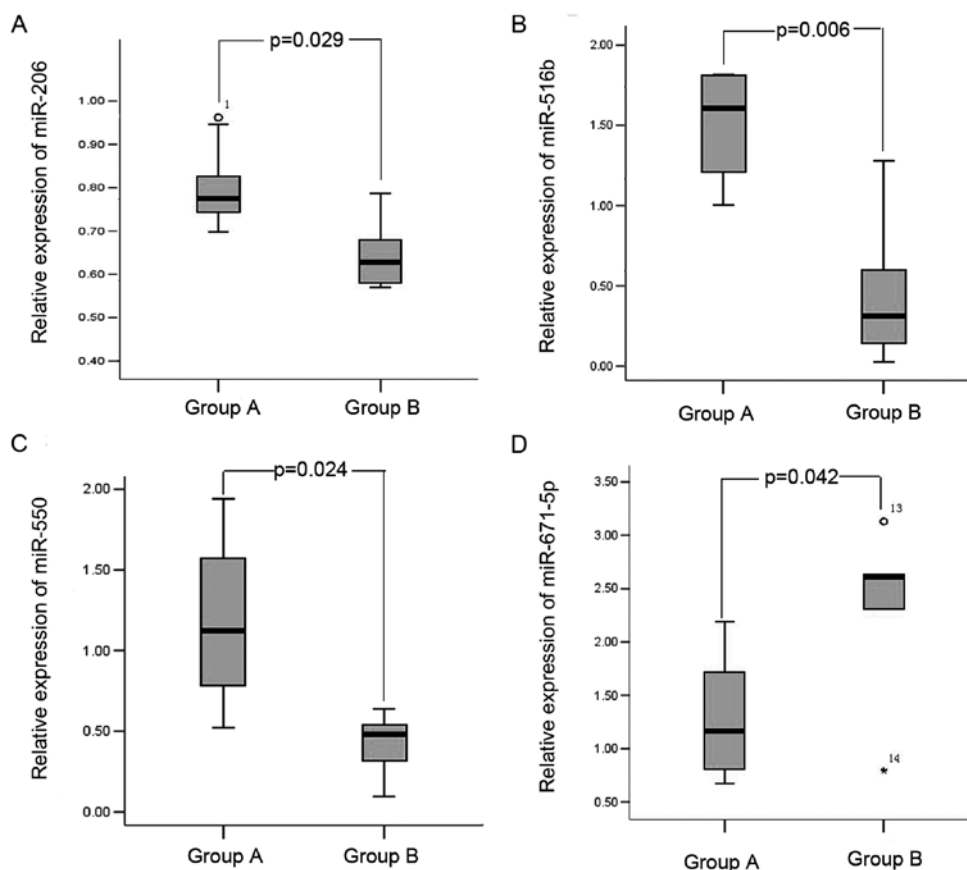 A
p=0.029
Relative expression of miR-206
1.00
0.90
0.80
0.70
0.60
0.50
0.40
1
Group A
Group B
B
p=0.006
Relative expression of miR-516b
2.00
1.50
1.00
0.50
0.00
Group A
Group B
C
p=0.024
Relative expression of miR-550
2.00
1.50
1.00
0.50
0.00
Group A
Group B
D
p=0.042
Relative expression of miR-671-5p
3.50
3.00
2.50
2.00
1.50
1.00
0.50
13
14
Group A
Group B